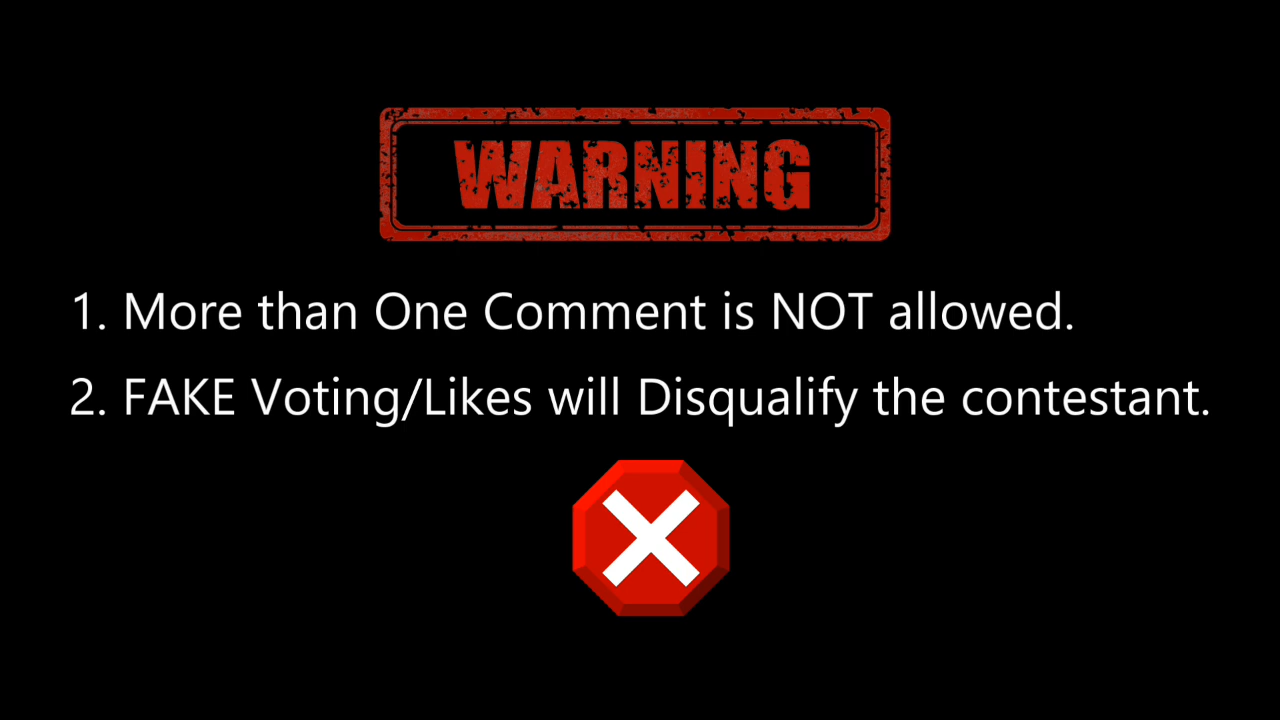 WARNING
1. More than One Comment is NOT allowed.
2. FAKE Voting/Likes will Disqualify the contestant.